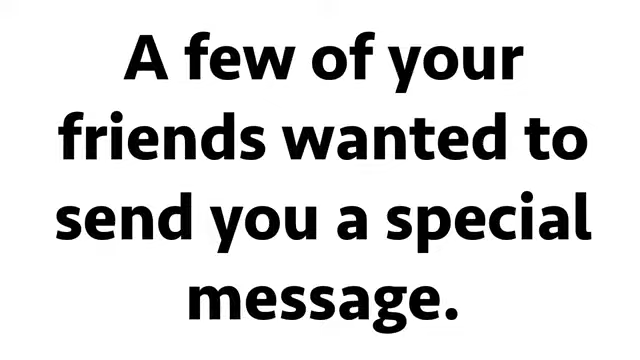 A few of your
friends wanted to
send you a special
message.